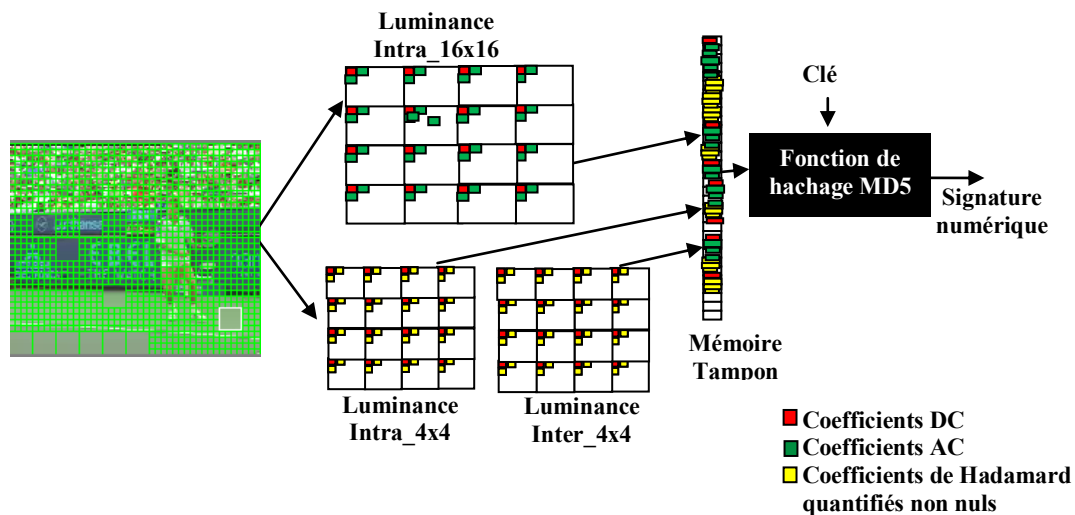 Luminance
Intra_16x16
Clé
Fonction de
hachage MD5
Signature
numérique
Mémoire
Tampon
Luminance
Intra_4x4
Luminance
Inter_4x4
Coefficients DC
Coefficients AC
Coefficients de Hadamard
quantifiés non nuls